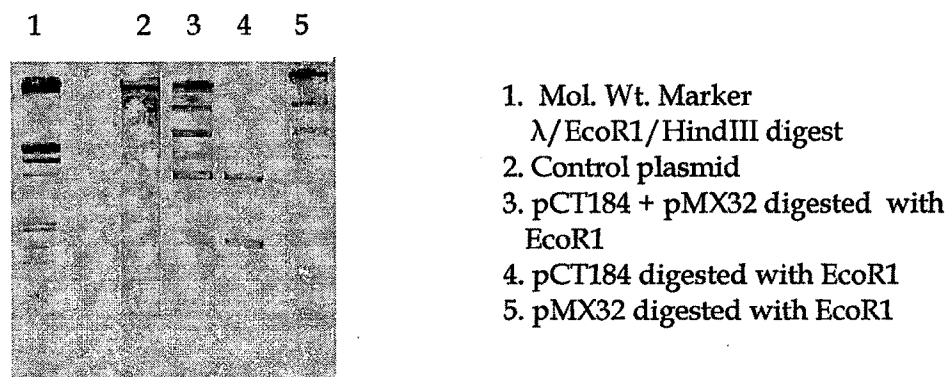 1 2 3 4 5
1. Mol. Wt. Marker
λ/EcoR1/HindIII digest
2. Control plasmid
3. pCT184 + pMX32 digested with
EcoR1
4. pCT184 digested with EcoR1
5. pMX32 digested with EcoR1